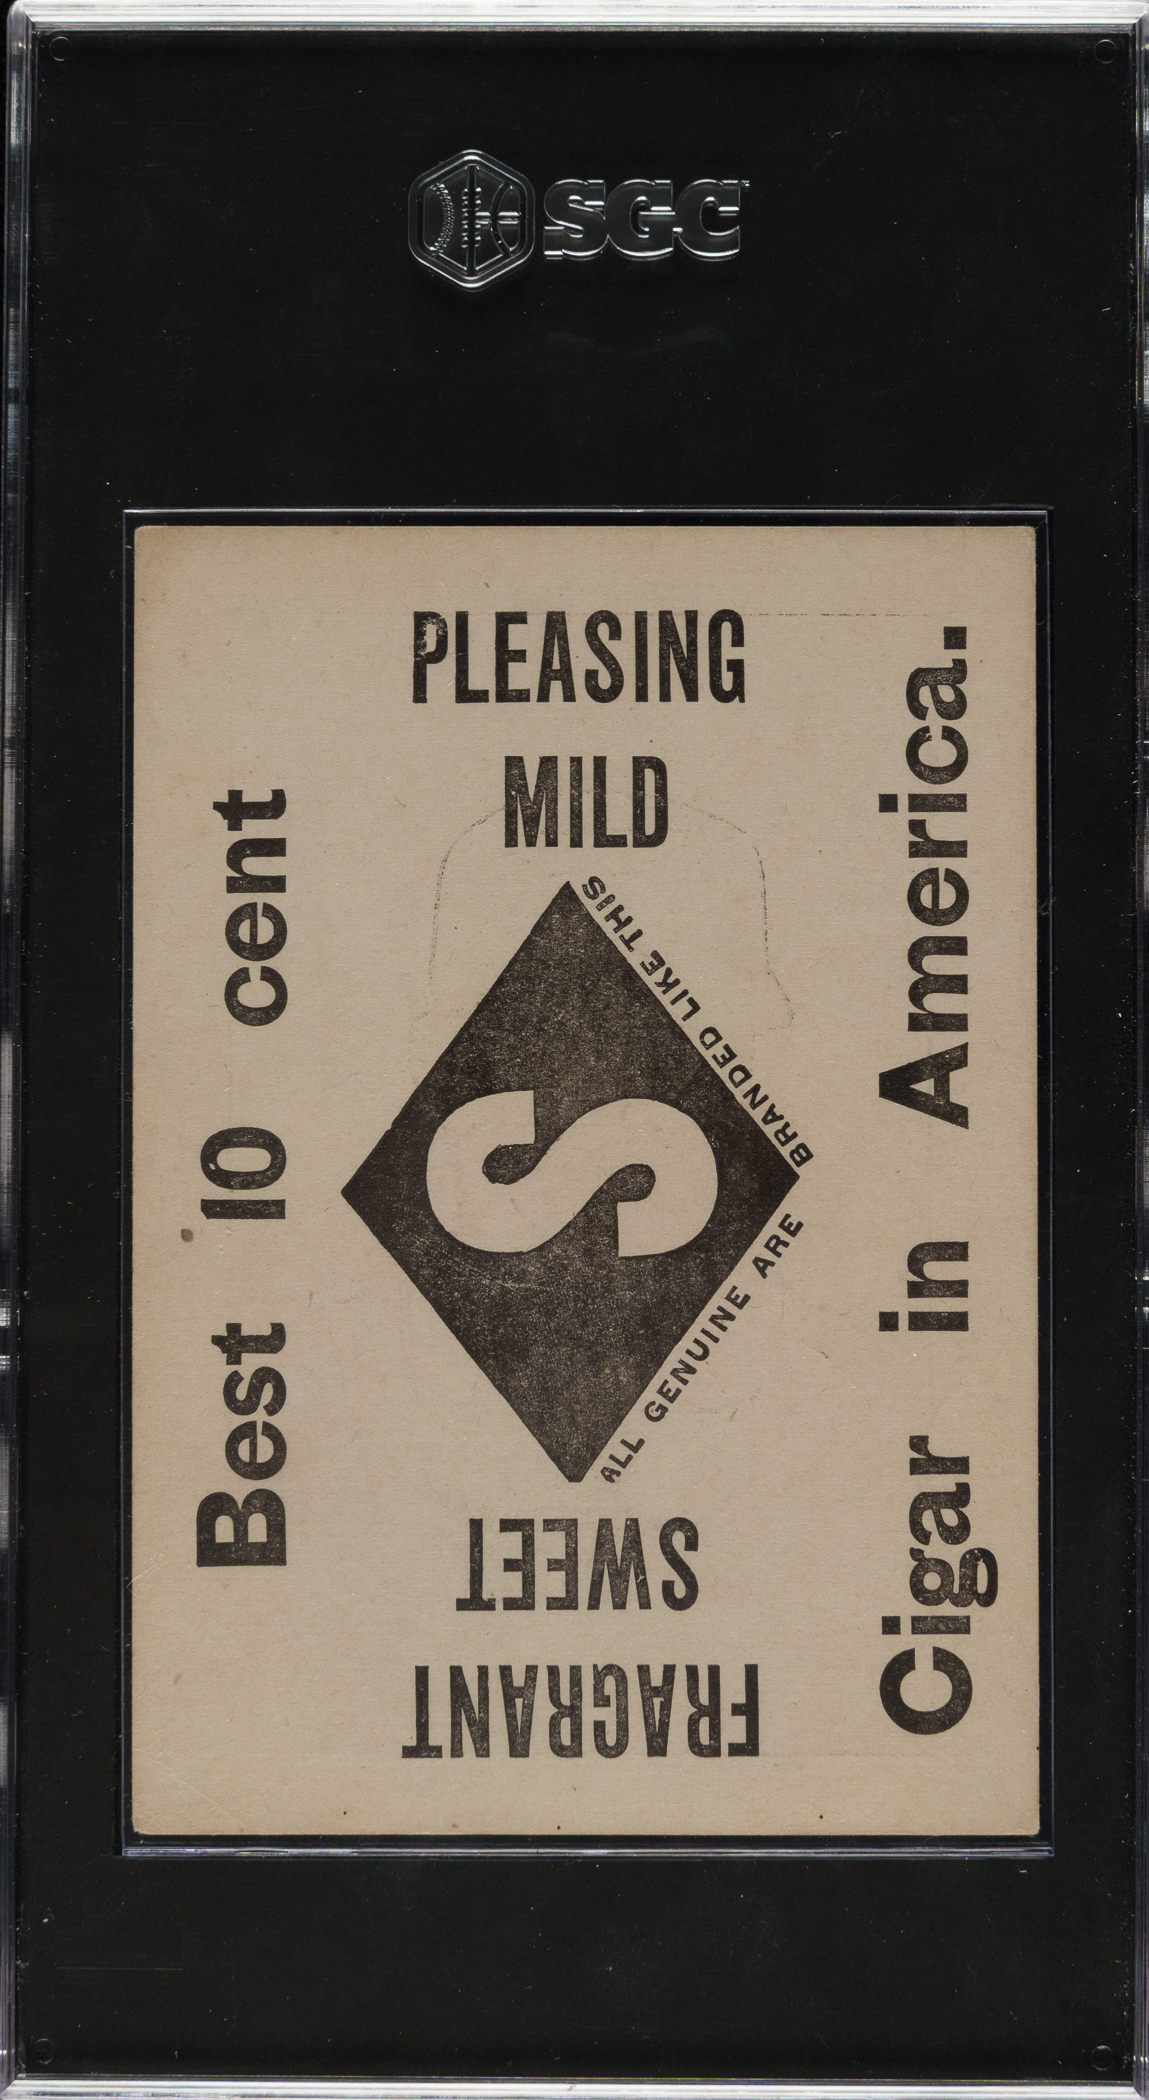 SGC
PLEASING
MILD
Best 10 cent
S
ALL GENUINE ARE BRANDED LIKE THIS
Cigar in America.
SWEET
FRAGRANT